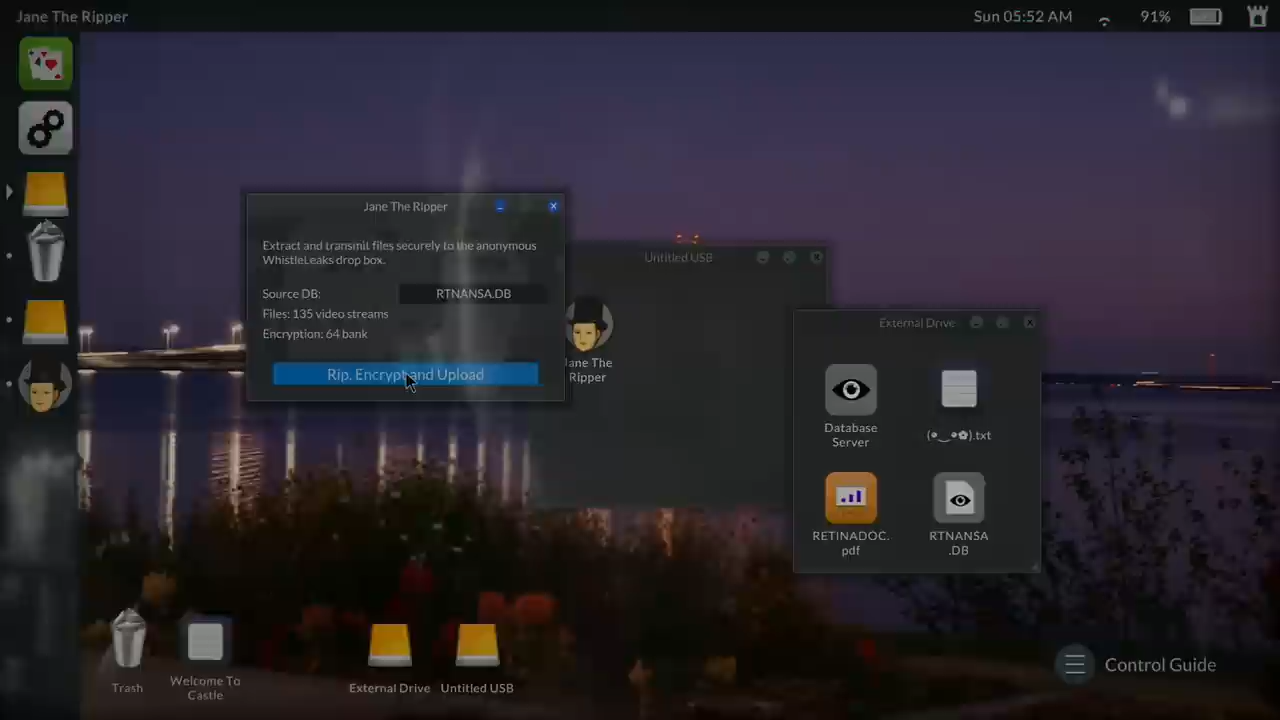 Jane The Ripper
Sun 05:52 AM
91%
Jane The Ripper
Extract and transmit files securely to the anonymous
WhistleLeaks drop box.
Source DB:
RTNANSA.DB
Files: 135 video streams
Encryption: 64 bank
Rip. Encrypt and Upload
Untitled USB
Jane The
Ripper
External Drive
Database
Server
(•‿•✿).txt
RETINADOC.
pdf
RTNANSA
.DB
Trash
Welcome To
Castle
External Drive
Untitled USB
Control Guide